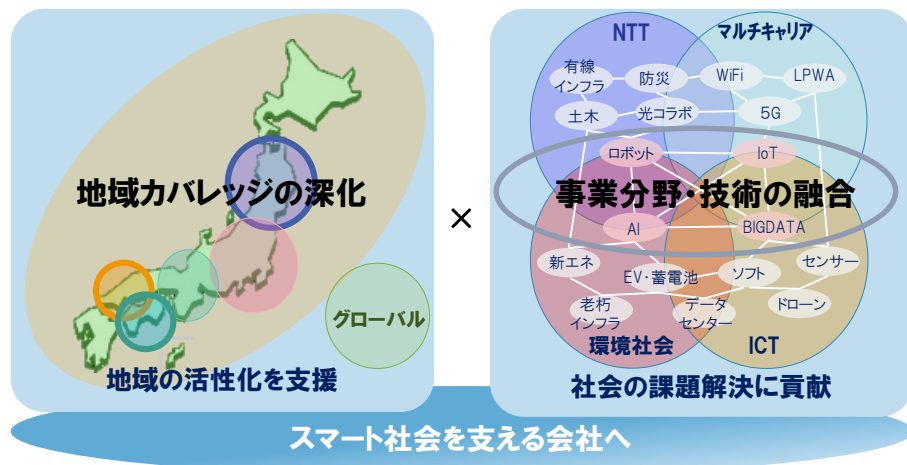 地域カバレッジの深化
グローバル
地域の活性化を支援
×
NTT
マルチキャリア
有線
インフラ
防災
WiFi
LPWA
土木
光コラボ
5G
ロボット
IoT
事業分野・技術の融合
AI
BIGDATA
新エネ
EV・蓄電池
ソフト
センサー
老朽
インフラ
データ
センター
ドローン
環境社会
ICT
社会の課題解決に貢献
スマート社会を支える会社へ